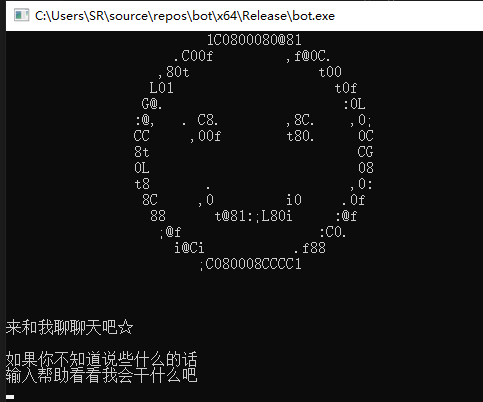 C:\Users\SR\source\repos\bot\x64\Release\bot.exe
1C0800080@81
.C00f ,f@0C.
,80t t00
L01 t0f
G@. :0L
:@, . C8. ,8C. ,0;
CC ,00f t80. 0C
8t CG
0L 08
t8 . ,0:
8C ,0 i0 .0f
88 t@81:;L80i :@f
;@f :C0.
i@Ci .f88
;C080008CCCC1
来和我聊聊天吧☆
如果你不知道说些什么的话
输入帮助看看我会干什么吧